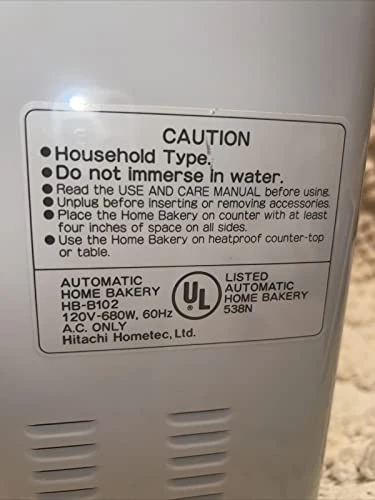 CAUTION
● Household Type.
● Do not immerse in water.
● Read the USE AND CARE MANUAL before using.
● Unplug before inserting or removing accessories.
● Place the Home Bakery on counter with at least
four inches of space on all sides.
● Use the Home Bakery on heatproof counter-top
or table.
AUTOMATIC
HOME BAKERY
HB-B102
120V-680W, 60Hz
A.C. ONLY
Hitachi Hometec, Ltd.
UL
®
LISTED
AUTOMATIC
HOME BAKERY
538N